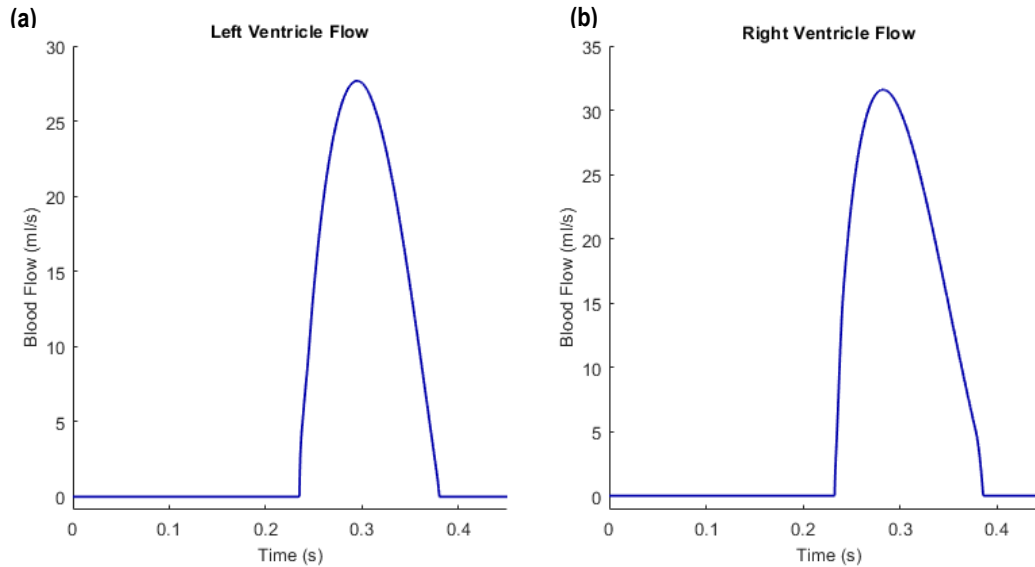 (a)
Left Ventricle Flow
30
25
20
15
10
5
0
Blood Flow (ml/s)
0 0.1 0.2 0.3 0.4
Time (s)
(b)
Right Ventricle Flow
35
30
25
20
15
10
5
0
Blood Flow (ml/s)
0 0.1 0.2 0.3 0.4
Time (s)